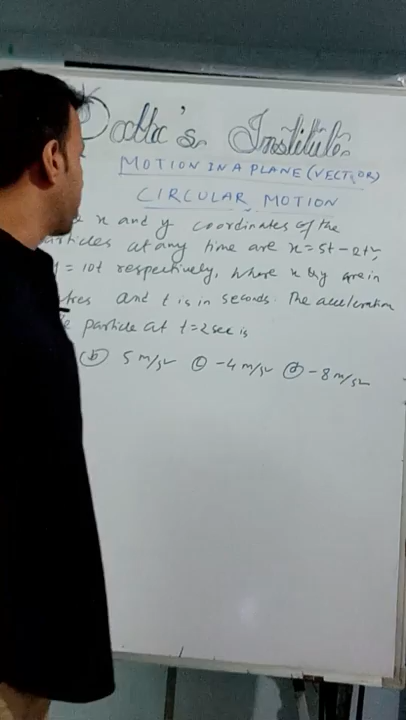 Institute
MOTION IN A PLANE (VECTOR)
CIRCULAR MOTION
x and y coordinates of the
articles at any time are x = 5t - 2t²,
= 10t respectively, where x & y are in
tres and t is in seconds. The acceleration
particle at t = 2 sec is
(b) 5 m/s² (c) -4 m/s² (d) -8 m/s²